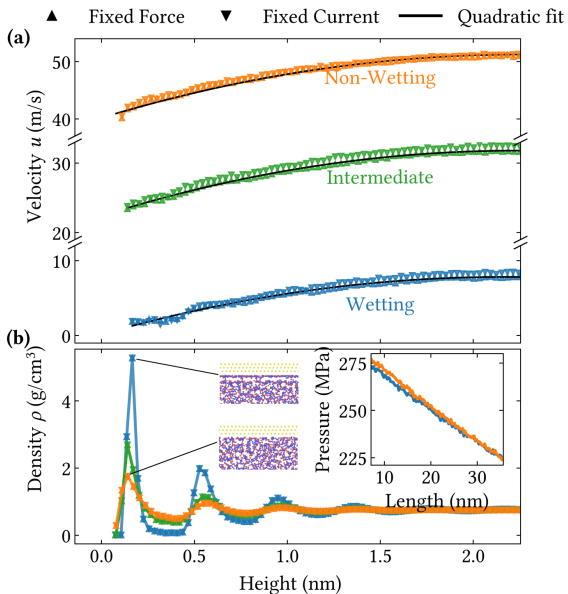 Fixed Force Fixed Current Quadratic fit
(a)
Velocity u (m/s)
50
40
30
20
10
0
Non-Wetting
Intermediate
Wetting
(b)
Density ρ (g/cm³)
4
2
0
Pressure (MPa)
275
250
225
10 20 30
Length (nm)
0.0 0.5 1.0 1.5 2.0
Height (nm)